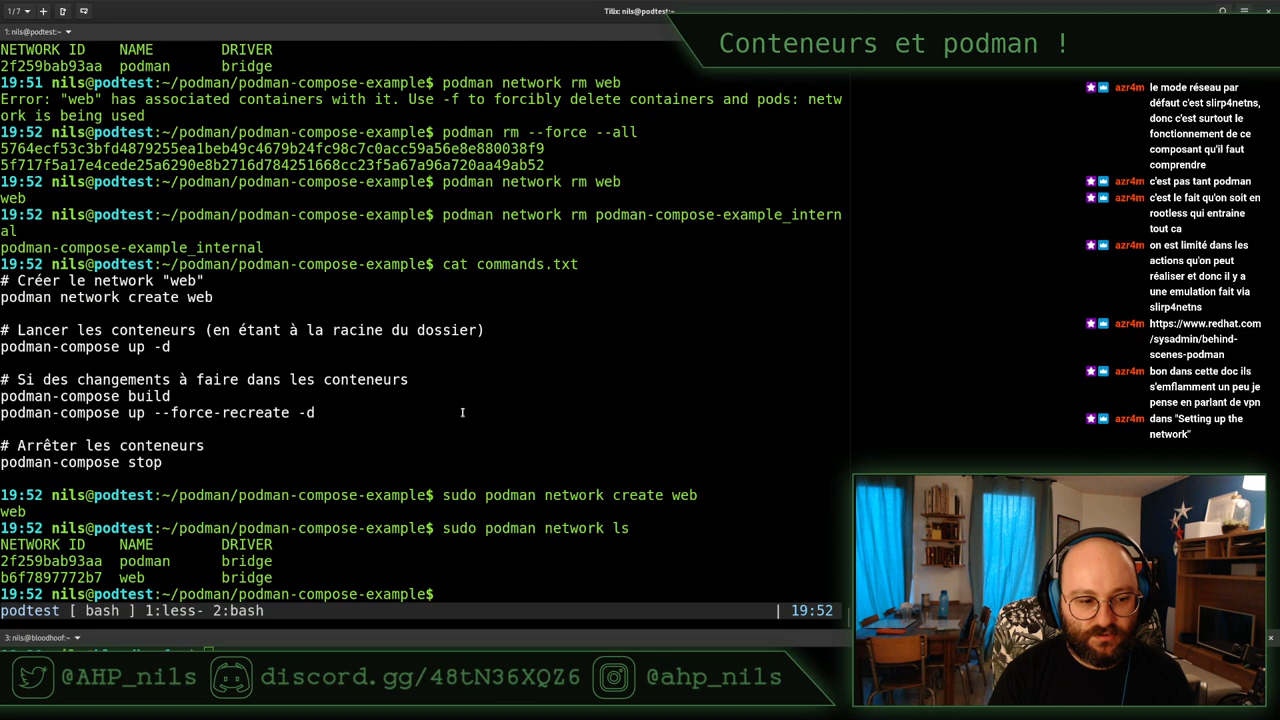 1/7
Tilix: nils@podtest:~
1: nils@podtest:~
Conteneurs et podman !
NETWORK ID    NAME      DRIVER
2f259bab93aa  podman    bridge
19:51 nils@podtest:~/podman/podman-compose-example$ podman network rm web
Error: "web" has associated containers with it. Use -f to forcibly delete containers and pods: netw
ork is being used
19:52 nils@podtest:~/podman/podman-compose-example$ podman rm --force --all
5764ecf53c3bfd4879255ea1beb49c4679b24fc98c7c0acc59a56e8e880038f9
5f717f5a17e4cede25a6290e8b2716d784251668cc23f5a67a96a720aa49ab52
19:52 nils@podtest:~/podman/podman-compose-example$ podman network rm web
web
19:52 nils@podtest:~/podman/podman-compose-example$ podman network rm podman-compose-example_intern
al
podman-compose-example_internal
19:52 nils@podtest:~/podman/podman-compose-example$ cat commands.txt
# Créer le network "web"
podman network create web
# Lancer les conteneurs (en étant à la racine du dossier)
podman-compose up -d
# Si des changements à faire dans les conteneurs
podman-compose build
podman-compose up --force-recreate -d
# Arrêter les conteneurs
podman-compose stop
19:52 nils@podtest:~/podman/podman-compose-example$ sudo podman network create web
web
19:52 nils@podtest:~/podman/podman-compose-example$ sudo podman network ls
NETWORK ID    NAME      DRIVER
2f259bab93aa  podman    bridge
b6f7897772b7  web       bridge
19:52 nils@podtest:~/podman/podman-compose-example$
podtest [ bash ] 1:less- 2:bash | 19:52
3: nils@bloodhoof:~
azr4m le mode réseau par
défaut c'est slirp4netns,
donc c'est surtout le
fonctionnement de ce
composant qu'il faut
comprendre
azr4m c'est pas tant podman
azr4m c'est le fait qu'on soit en
rootless qui entraine
tout ca
azr4m on est limité dans les
actions qu'on peut
réaliser et donc il y a
une emulation fait via
slirp4netns
azr4m https://www.redhat.com
/sysadmin/behind-
scenes-podman
azr4m bon dans cette doc ils
s'emflamment un peu je
pense en parlant de vpn
azr4m dans "Setting up the
network"
@AHP_nils discord.gg/48tN36XQZ6 @ahp_nils